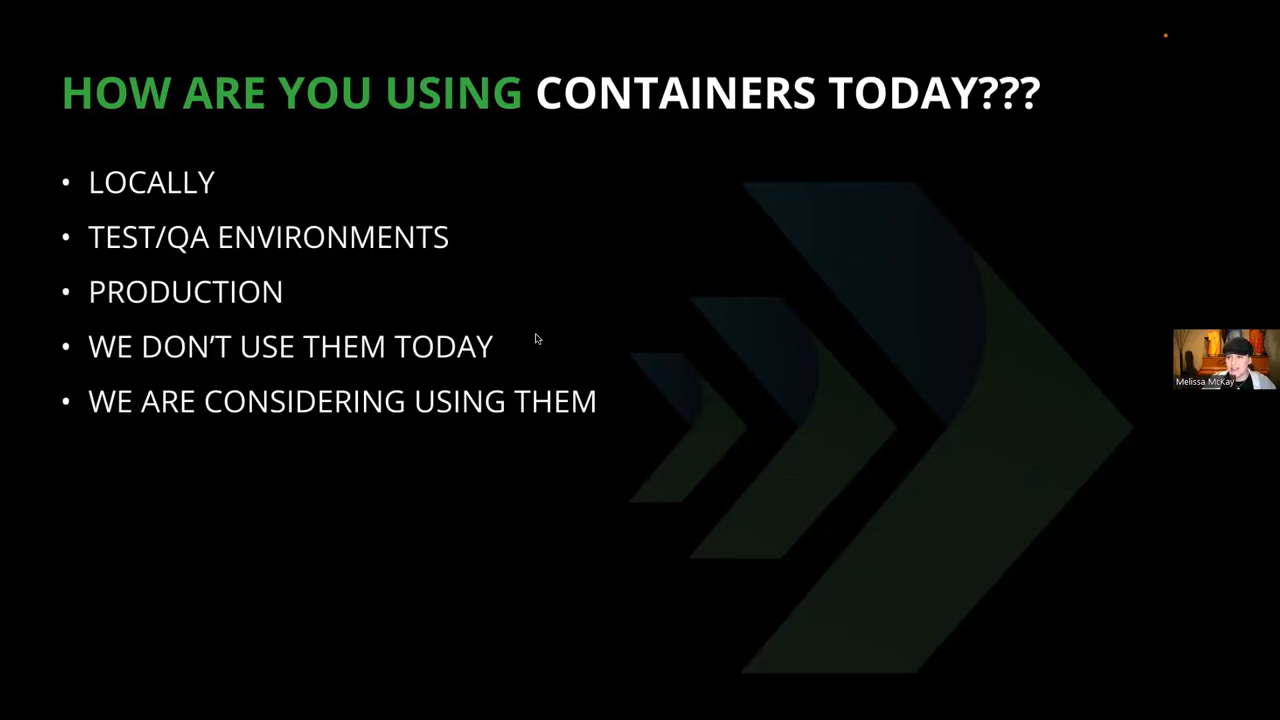 HOW ARE YOU USING CONTAINERS TODAY???
• LOCALLY
• TEST/QA ENVIRONMENTS
• PRODUCTION
• WE DON’T USE THEM TODAY
• WE ARE CONSIDERING USING THEM
Melissa McKay